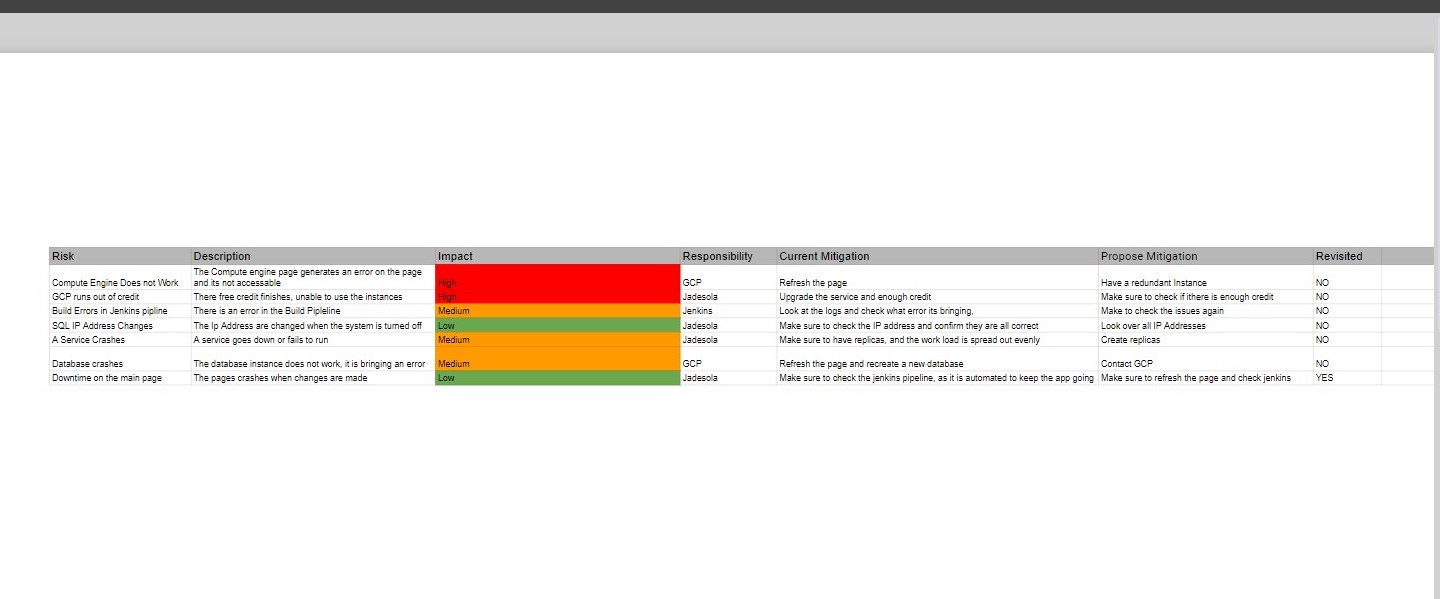 Risk Description Impact Responsibility Current Mitigation Propose Mitigation Revisited
The Compute engine page generates an error on the page
Compute Engine Does not Work and its not accessable High GCP Refresh the page Have a redundant Instance NO
GCP runs out of credit There free credit finishes, unable to use the instances High Jadesola Upgrade the service and enough credit Make sure to check if there is enough credit NO
Build Errors in Jenkins pipline There is an error in the Build Pipleline Medium Jenkins Look at the logs and check what error its bringing, Make to check the issues again NO
SQL IP Address Changes The Ip Address are changed when the system is turned off Low Jadesola Make sure to check the IP address and confirm they are all correct Look over all IP Addresses NO
A Service Crashes A service goes down or fails to run Medium Jadesola Make sure to have replicas, and the work load is spread out evenly Create replicas NO
Database crashes The database instance does not work, it is bringing an error Medium GCP Refresh the page and recreate a new database Contact GCP NO
Downtime on the main page The pages crashes when changes are made Low Jadesola Make sure to check the jenkins pipeline, as it is automated to keep the app going Make sure to refresh the page and check jenkins YES